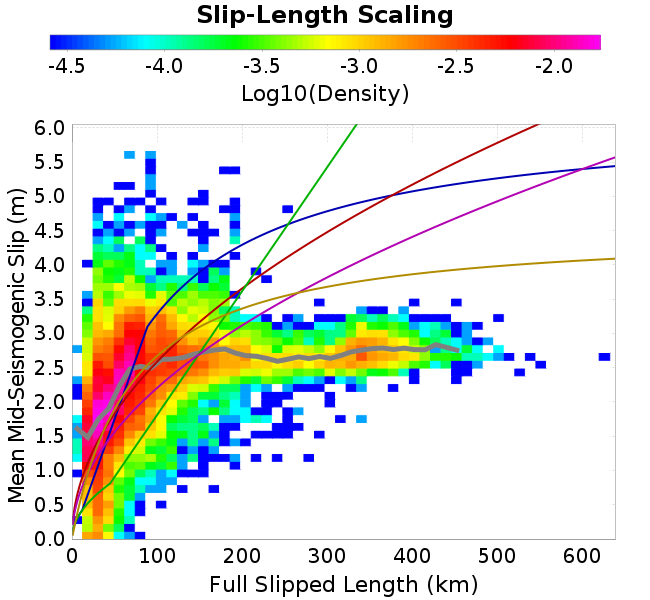 Slip-Length Scaling
-4.5 -4.0 -3.5 -3.0 -2.5 -2.0
Log10(Density)
6.0
5.5
5.0
4.5
4.0
3.5
3.0
2.5
2.0
1.5
1.0
0.5
0.0
Mean Mid-Seismogenic Slip (m)
0 100 200 300 400 500 600
Full Slipped Length (km)